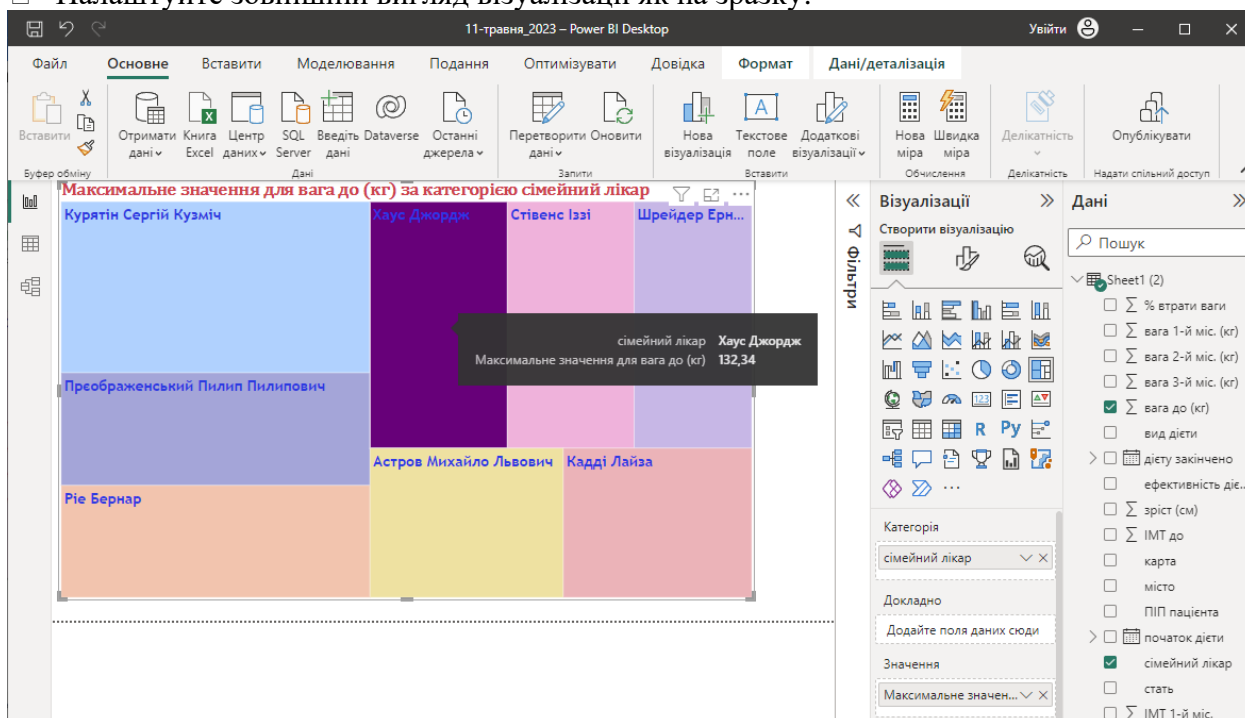 Налаштуйте зовнішній вигляд візуалізації як на зразку:
11-травня_2023 – Power BI Desktop
Увійти
Файл Основне Вставити Моделювання Подання Оптимізувати Довідка Формат Дані/деталізація
Вставити
Отримати дані
Книга Excel
Центр даних
SQL Server
Введіть дані
Dataverse
Останні джерела
Перетворити дані
Оновити
Нова візуалізація
Текстове поле
Додаткові візуалізації
Нова міра
Швидка міра
Делікатність
Опублікувати
Буфер обміну Дані Запити Вставити Обчислення Делікатність Надати спільний доступ
Максимальне значення для вага до (кг) за категорією сімейний лікар
Курятін Сергій Кузміч
Хаус Джордж
Стівенс Іззі
Шрейдер Ерн...
сімейний лікар Хаус Джордж
Максимальне значення для вага до (кг) 132,34
Прєображенський Пилип Пилипович
Астров Михайло Львович
Кадді Лайза
Ріе Бернар
Фільтри
Візуалізації
Створити візуалізацію
123
R
Py
Категорія
сімейний лікар
Докладно
Додайте поля даних сюди
Значення
Максимальне значен...
Дані
Пошук
Sheet1 (2)
∑ % втрати ваги
∑ вага 1-й міс. (кг)
∑ вага 2-й міс. (кг)
∑ вага 3-й міс. (кг)
∑ вага до (кг)
вид дієти
дієту закінчено
ефективність діє...
∑ зріст (см)
∑ ІМТ до
карта
місто
ПІП пацієнта
початок дієти
сімейний лікар
стать
∑ ІМТ 1-й міс.